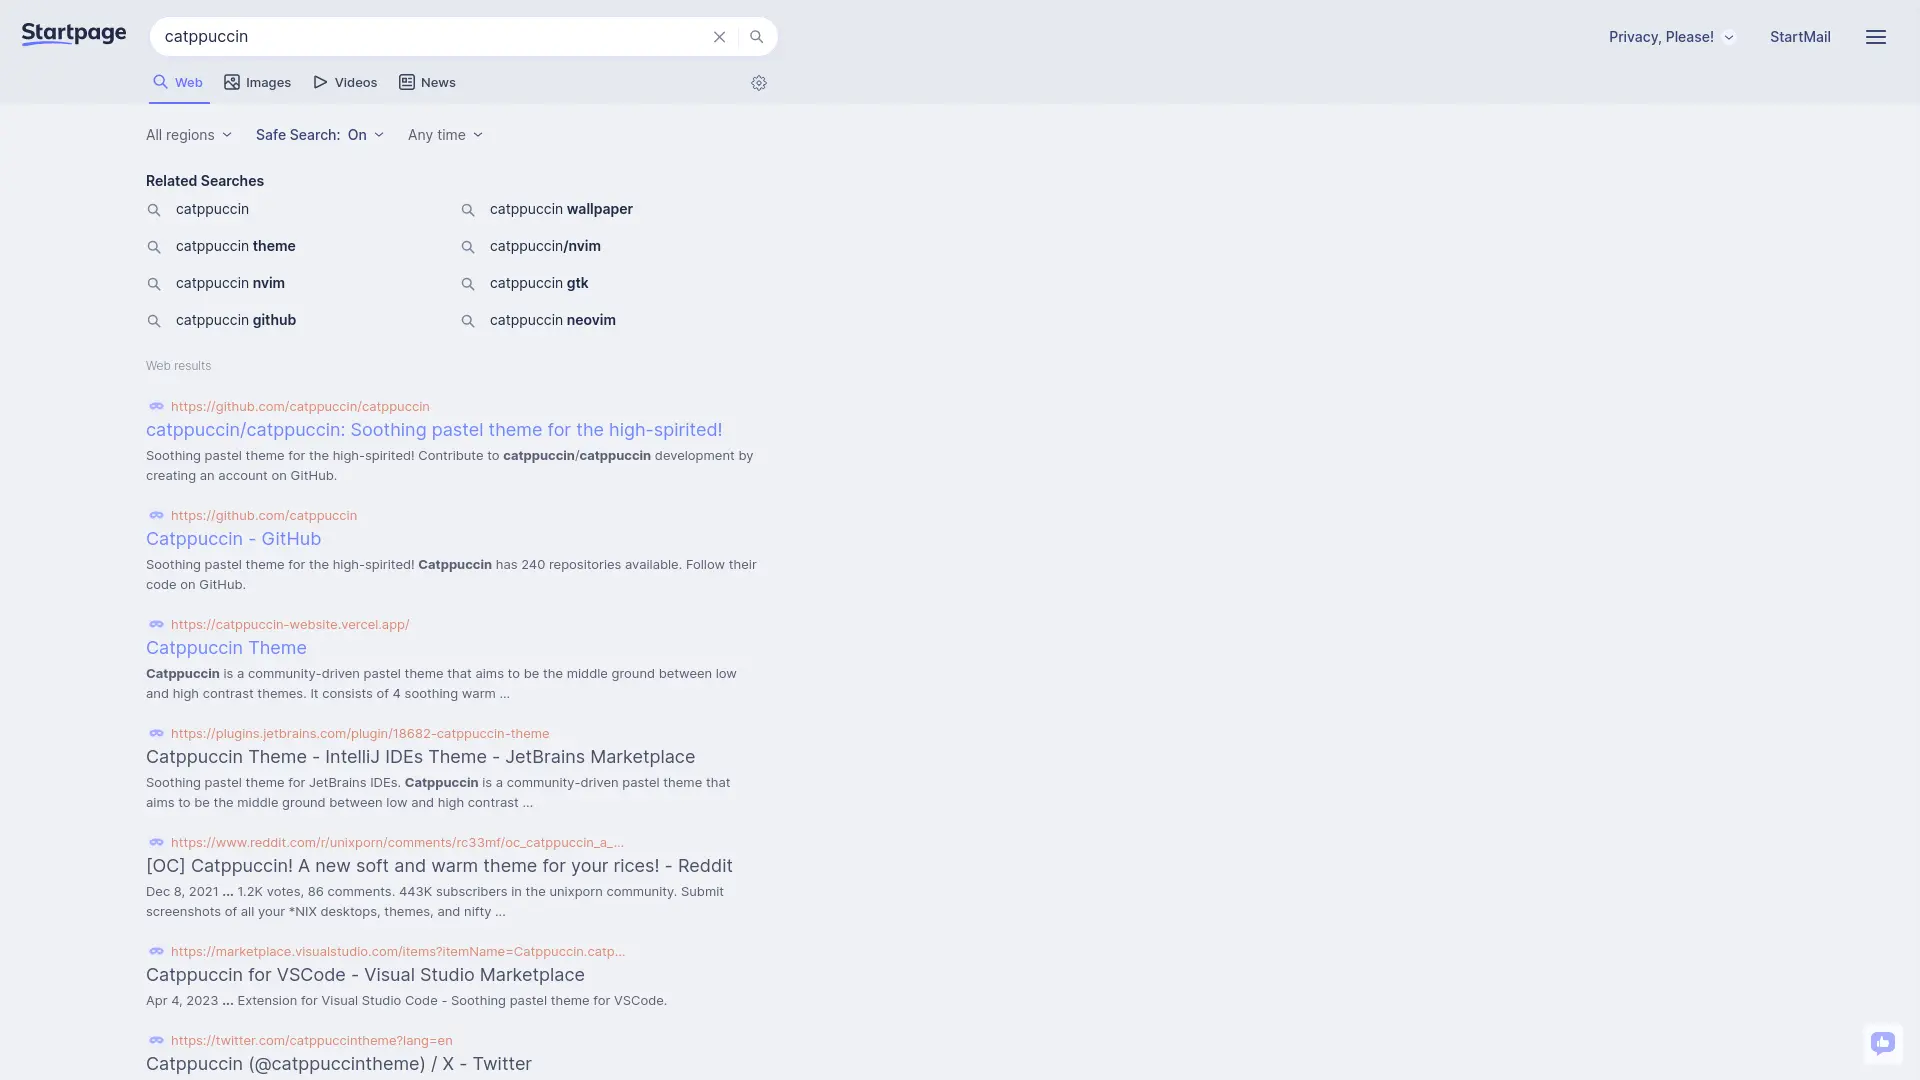 Startpage
catppuccin
Privacy, Please!
StartMail
Web
Images
Videos
News
All regions
Safe Search: On
Any time
Related Searches
catppuccin
catppuccin wallpaper
catppuccin theme
catppuccin/nvim
catppuccin nvim
catppuccin gtk
catppuccin github
catppuccin neovim
Web results
https://github.com/catppuccin/catppuccin
catppuccin/catppuccin: Soothing pastel theme for the high-spirited!
Soothing pastel theme for the high-spirited! Contribute to catppuccin/catppuccin development by
creating an account on GitHub.
https://github.com/catppuccin
Catppuccin - GitHub
Soothing pastel theme for the high-spirited! Catppuccin has 240 repositories available. Follow their
code on GitHub.
https://catppuccin-website.vercel.app/
Catppuccin Theme
Catppuccin is a community-driven pastel theme that aims to be the middle ground between low
and high contrast themes. It consists of 4 soothing warm ...
https://plugins.jetbrains.com/plugin/18682-catppuccin-theme
Catppuccin Theme - IntelliJ IDEs Theme - JetBrains Marketplace
Soothing pastel theme for JetBrains IDEs. Catppuccin is a community-driven pastel theme that
aims to be the middle ground between low and high contrast ...
https://www.reddit.com/r/unixporn/comments/rc33mf/oc_catppuccin_a_...
[OC] Catppuccin! A new soft and warm theme for your rices! - Reddit
Dec 8, 2021 ... 1.2K votes, 86 comments. 443K subscribers in the unixporn community. Submit
screenshots of all your *NIX desktops, themes, and nifty ...
https://marketplace.visualstudio.com/items?itemName=Catppuccin.catp...
Catppuccin for VSCode - Visual Studio Marketplace
Apr 4, 2023 ... Extension for Visual Studio Code - Soothing pastel theme for VSCode.
https://twitter.com/catppuccintheme?lang=en
Catppuccin (@catppuccintheme) / X - Twitter